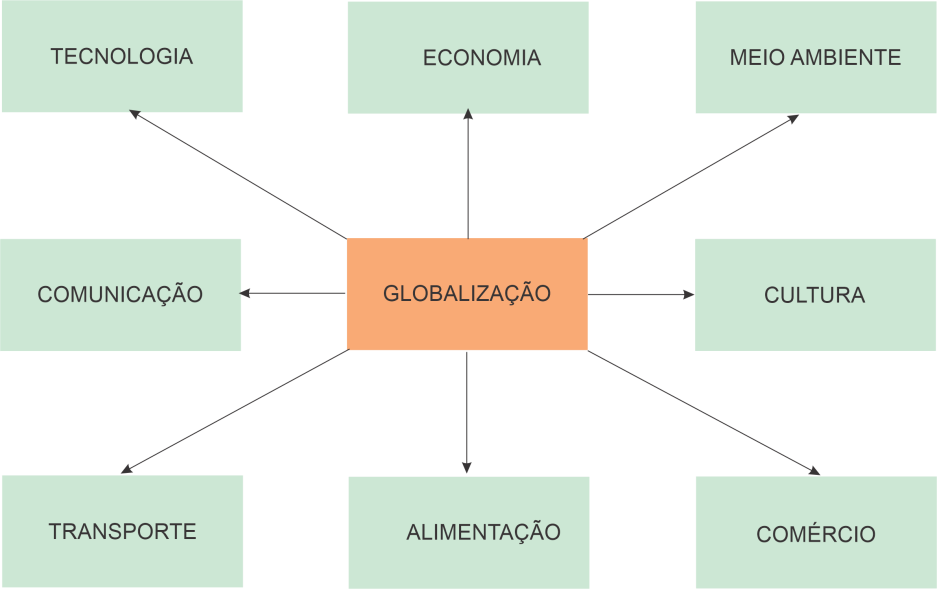 TECNOLOGIA
ECONOMIA
MEIO AMBIENTE
COMUNICAÇÃO
GLOBALIZAÇÃO
CULTURA
TRANSPORTE
ALIMENTAÇÃO
COMÉRCIO